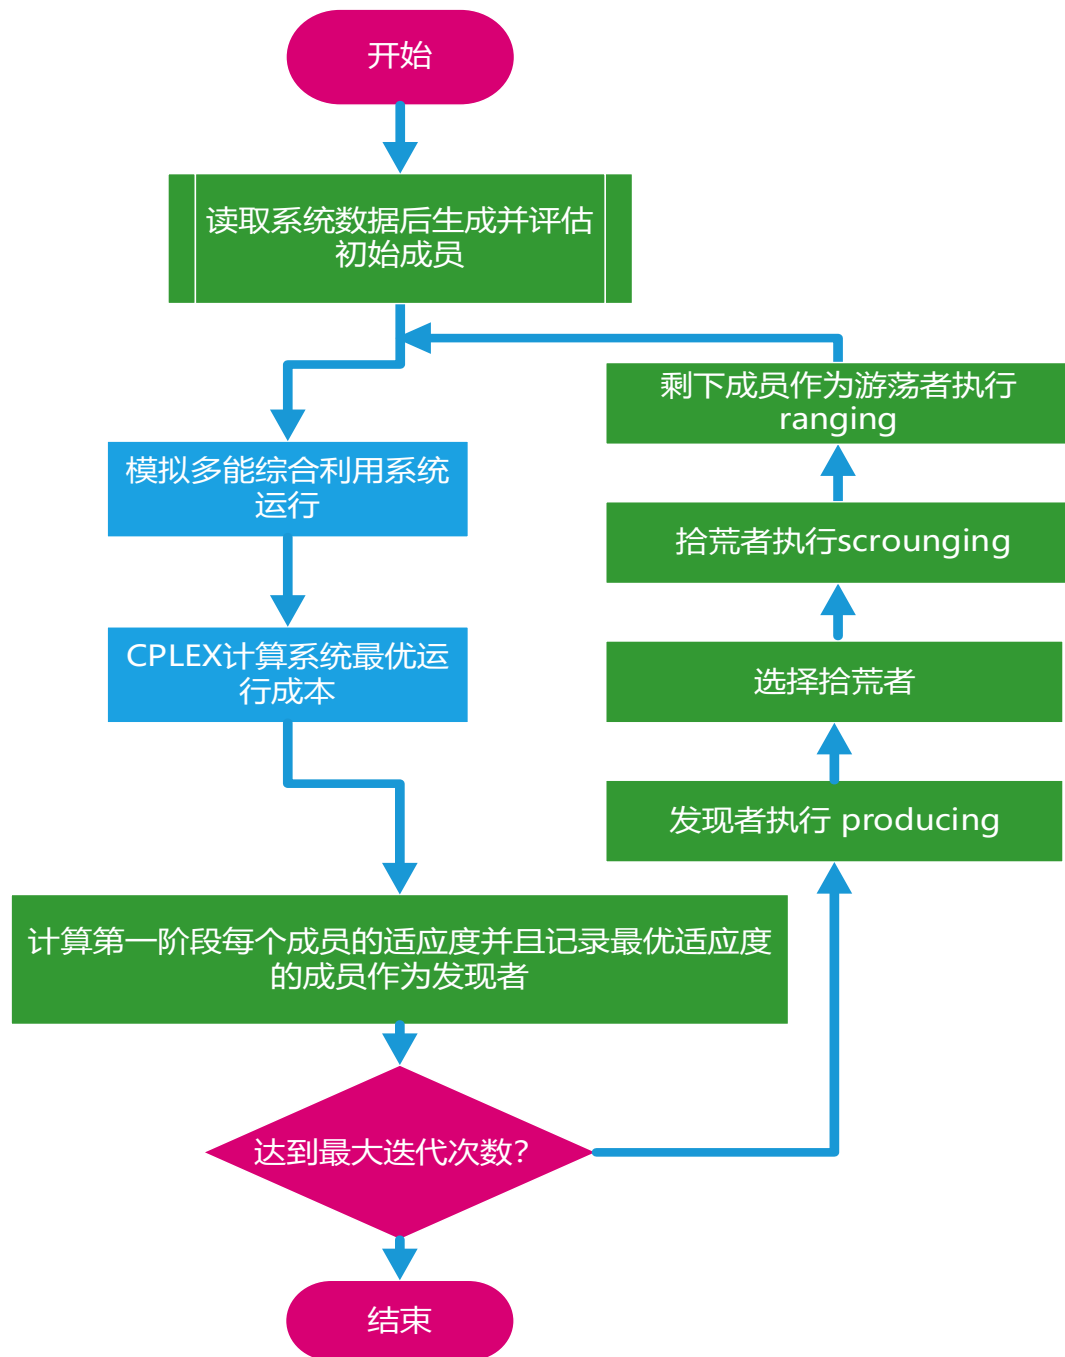 开始
读取系统数据后生成并评估
初始成员
模拟多能综合利用系统
运行
CPLEX计算系统最优运
行成本
计算第一阶段每个成员的适应度并且记录最优适应度
的成员作为发现者
达到最大迭代次数?
结束
发现者执行 producing
选择拾荒者
拾荒者执行scrounging
剩下成员作为游荡者执行
ranging